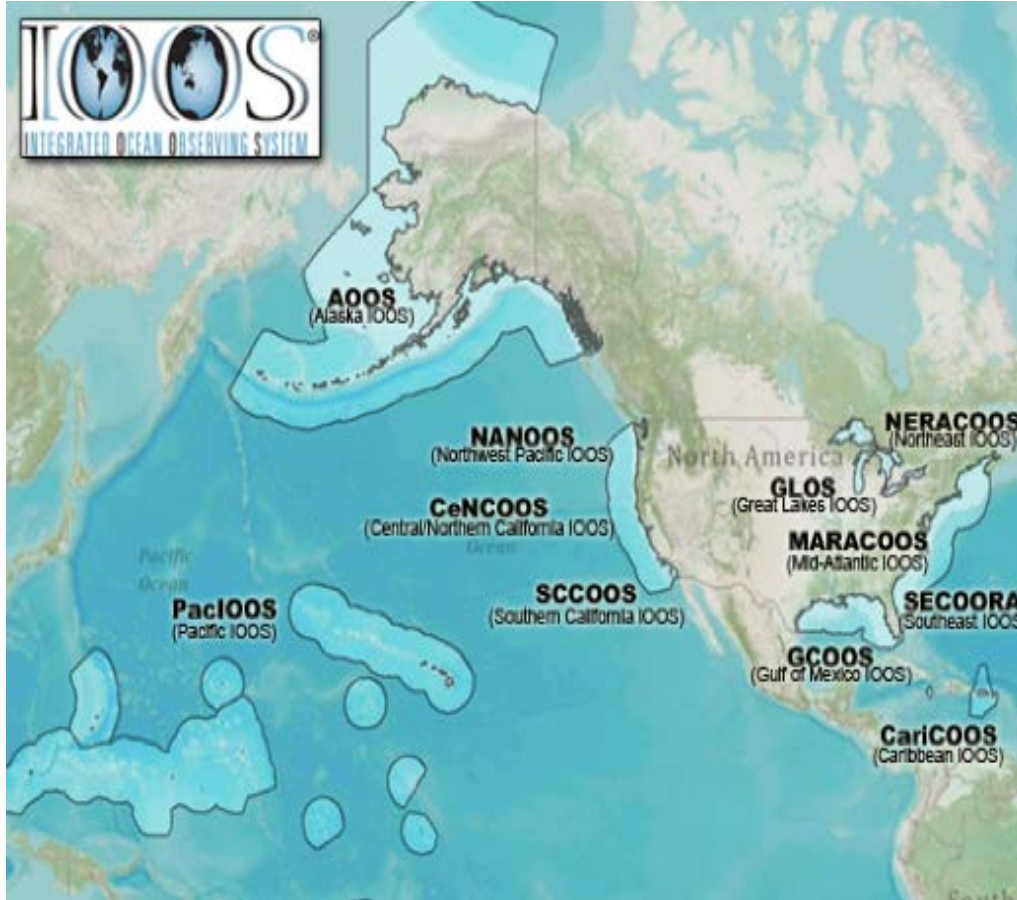 IOOS®
INTEGRATED OCEAN OBSERVING SYSTEM
AOOS
(Alaska IOOS)
NANOOS
(Northwest Pacific IOOS)
NERACOOS
(Northeast IOOS)
North America
GLOS
(Great Lakes IOOS)
CeNCOOS
(Central/Northern California IOOS)
MARACOOS
(Mid-Atlantic IOOS)
Pacific
Ocean
Ocean
SCCOOS
(Southern California IOOS)
PacIOOS
(Pacific IOOS)
SECOORA
(Southeast IOOS
GCOOS
(Gulf of Mexico IOOS)
CariCOOS
(Caribbean IOOS)
South